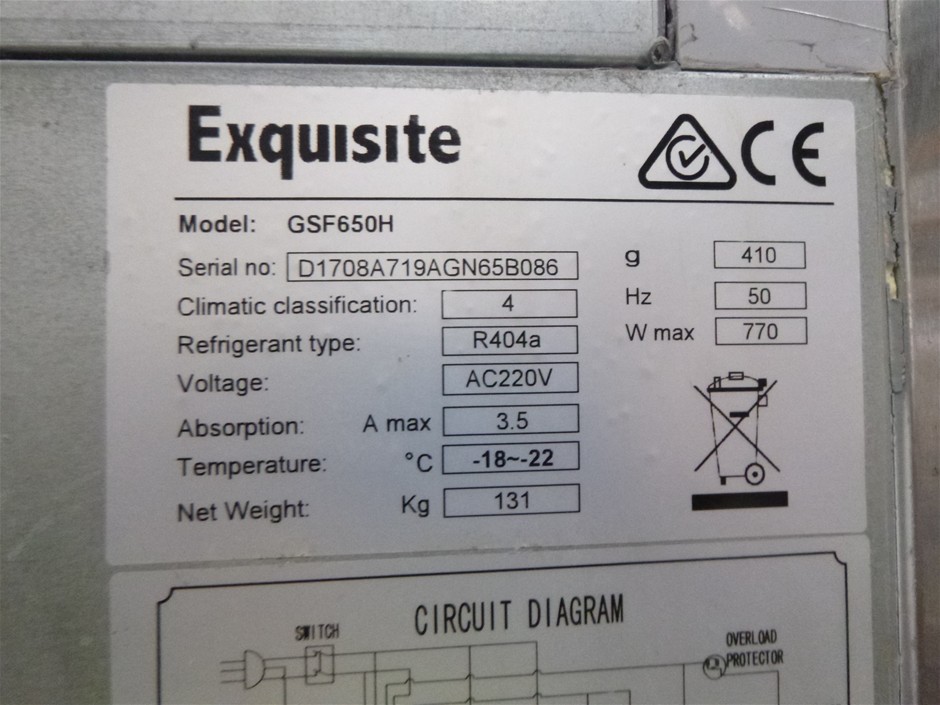 Exquisite
CE
Model: GSF650H
Serial no: D1708A719AGN65B086 g 410
Climatic classification: 4 Hz 50
Refrigerant type: R404a W max 770
Voltage: AC220V
Absorption: A max 3.5
Temperature: °C -18~-22
Net Weight: Kg 131
CIRCUIT DIAGRAM
SWITCH
OVERLOAD
PROTECTOR